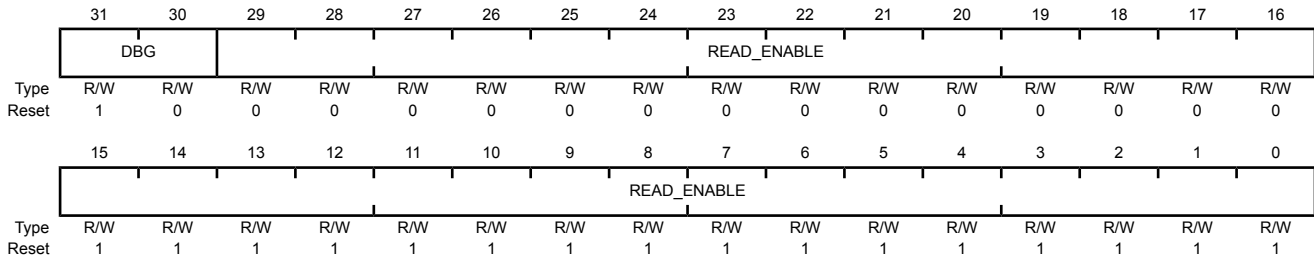 31 30 29 28 27 26 25 24 23 22 21 20 19 18 17 16
DBG READ_ENABLE
Type R/W R/W R/W R/W R/W R/W R/W R/W R/W R/W R/W R/W R/W R/W R/W R/W
Reset 1 0 0 0 0 0 0 0 0 0 0 0 0 0 0 0
15 14 13 12 11 10 9 8 7 6 5 4 3 2 1 0
READ_ENABLE
Type R/W R/W R/W R/W R/W R/W R/W R/W R/W R/W R/W R/W R/W R/W R/W R/W
Reset 1 1 1 1 1 1 1 1 1 1 1 1 1 1 1 1